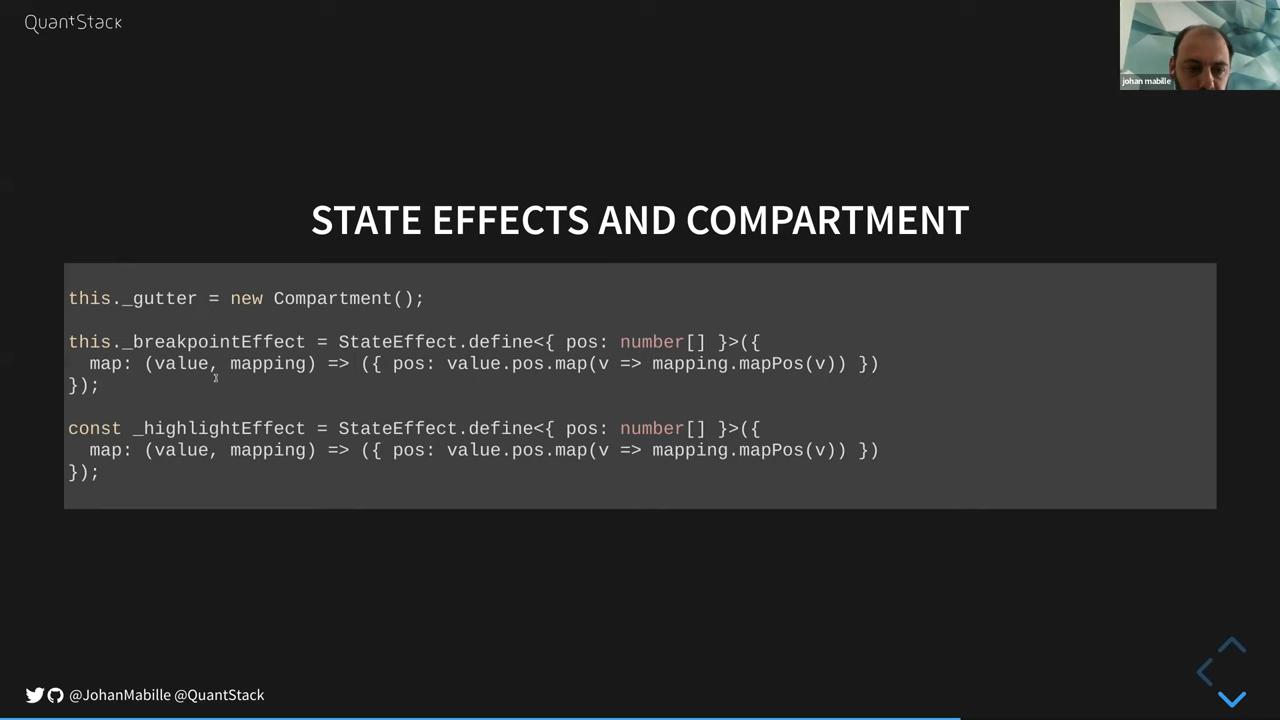 QuantStack
johan mabille
STATE EFFECTS AND COMPARTMENT
this._gutter = new Compartment();
this._breakpointEffect = StateEffect.define<{ pos: number[] }>({
  map: (value, mapping) => ({ pos: value.pos.map(v => mapping.mapPos(v)) })
});
const _highlightEffect = StateEffect.define<{ pos: number[] }>({
  map: (value, mapping) => ({ pos: value.pos.map(v => mapping.mapPos(v)) })
});
@JohanMabille @QuantStack